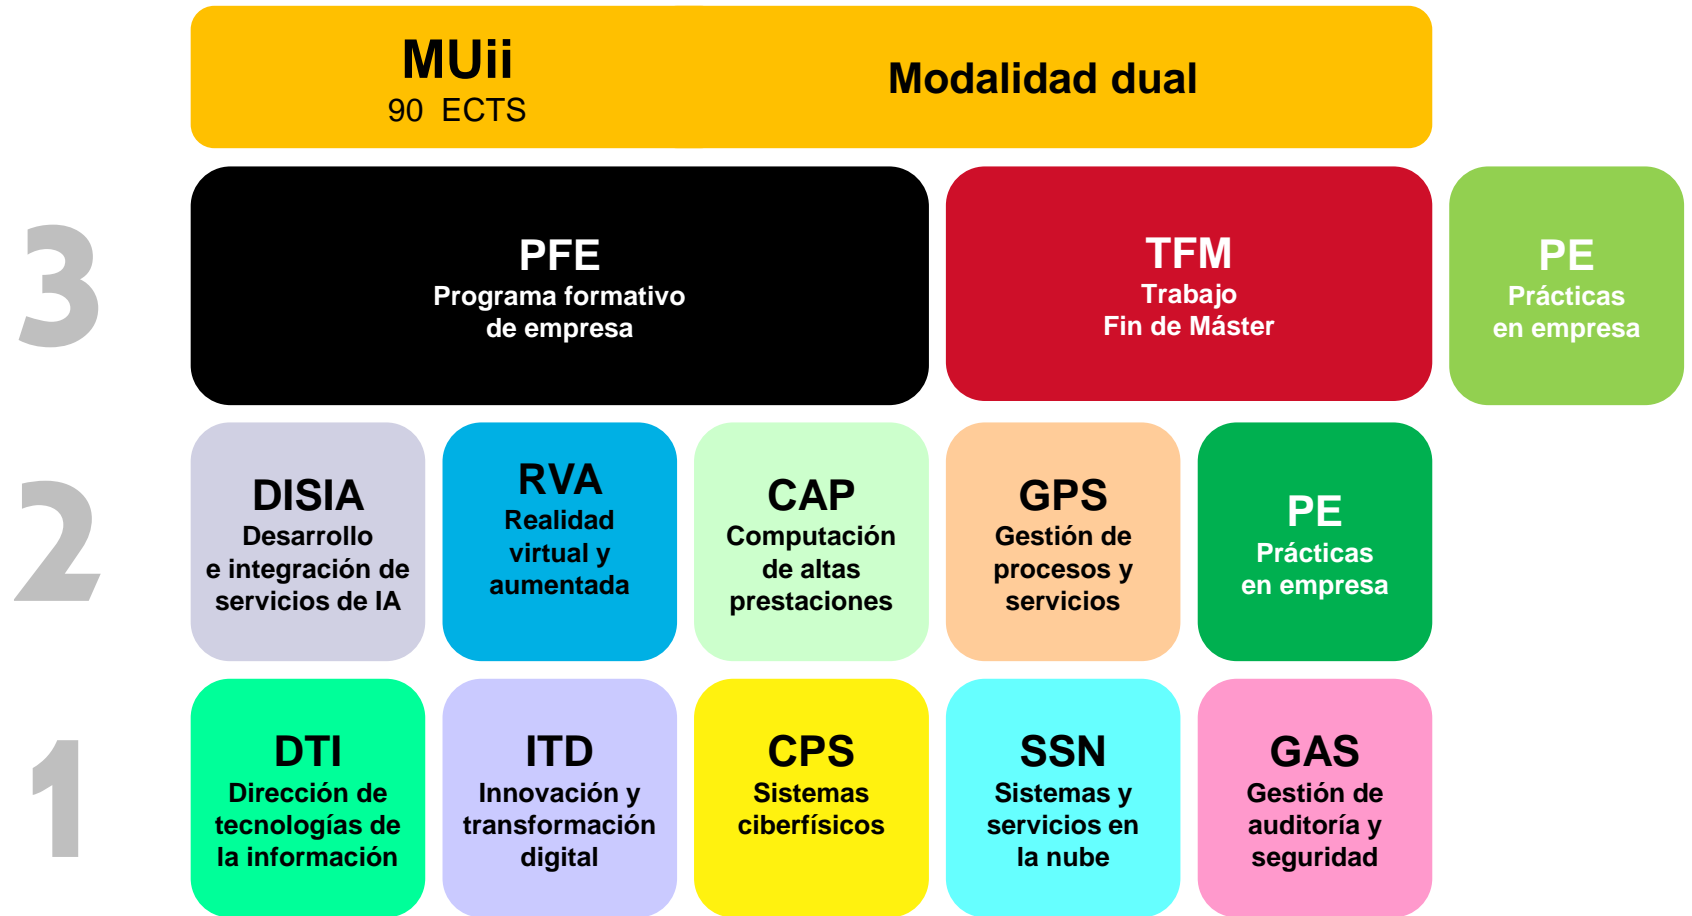 MUii
90 ECTS
Modalidad dual
3
PFE
Programa formativo
de empresa
TFM
Trabajo
Fin de Máster
PE
Prácticas
en empresa
2
DISIA
Desarrollo
e integración de
servicios de IA
RVA
Realidad
virtual y
aumentada
CAP
Computación
de altas
prestaciones
GPS
Gestión de
procesos y
servicios
PE
Prácticas
en empresa
1
DTI
Dirección de
tecnologías de
la información
ITD
Innovación y
transformación
digital
CPS
Sistemas
ciberfísicos
SSN
Sistemas y
servicios en
la nube
GAS
Gestión de
auditoría y
seguridad